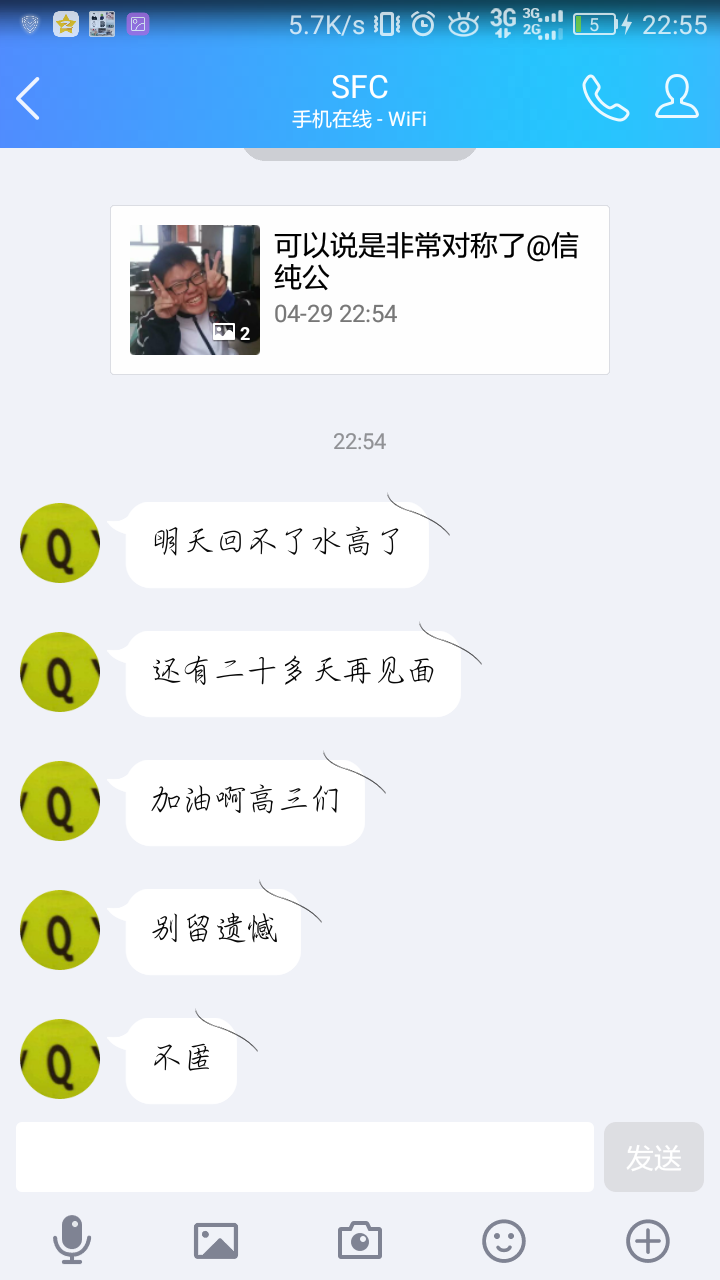 5.7K/s 3G 3G 2G 5 22:55
SFC
手机在线 - WiFi
可以说是非常对称了@信
纯公
04-29 22:54
2
22:54
Q
明天回不了水高了
Q
还有二十多天再见面
Q
加油啊高三们
Q
别留遗憾
Q
不匿
发送